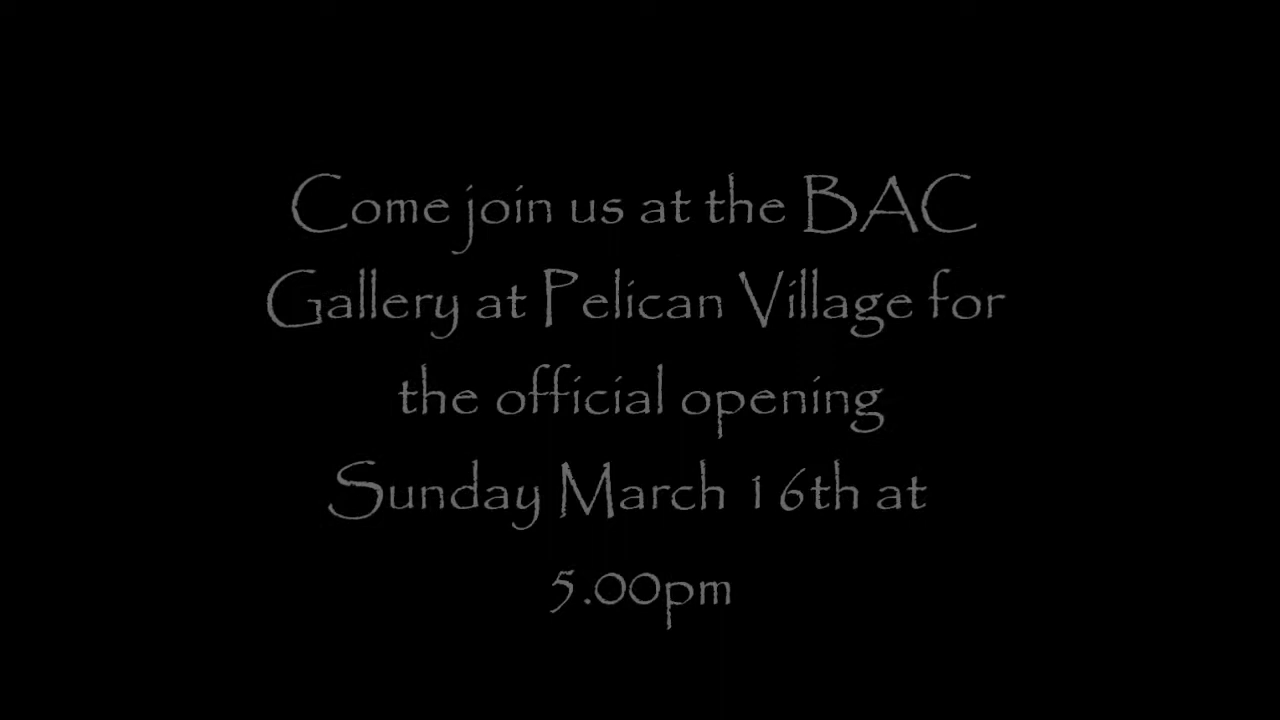 Come join us at the BAC
Gallery at Pelican Village for
the official opening
Sunday March 16th at
5.00pm